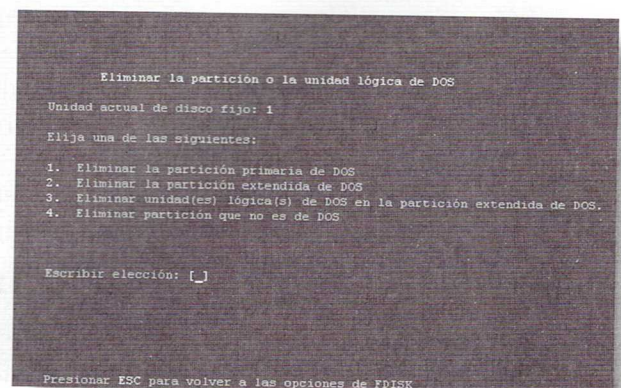 Eliminar la partición o la unidad lógica de DOS
Unidad actual de disco fijo: 1
Elija una de las siguientes:
1. Eliminar la partición primaria de DOS
2. Eliminar la partición extendida de DOS
3. Eliminar unidad(es) lógica(s) de DOS en la partición extendida de DOS.
4. Eliminar partición que no es de DOS
Escribir elección: [_]
Presionar ESC para volver a las opciones de FDISK